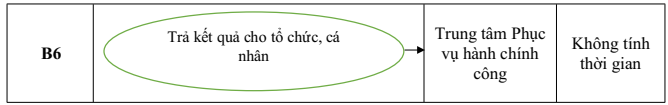 B6
Trả kết quả cho tổ chức, cá
nhân
Trung tâm Phục
vụ hành chính
công
Không tính
thời gian